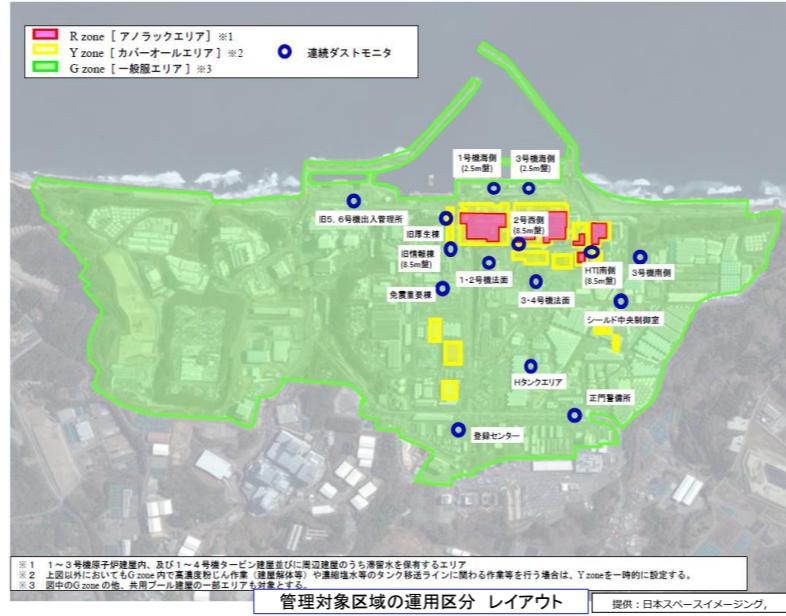 R zone [ アノラックエリア ] ※1
Y zone [ カバーオールエリア ] ※2
G zone [ 一般服エリア ] ※3
連続ダストモニタ
1号機海側
(2.5m盤)
3号機海側
(2.5m盤)
旧5．6号機出入管理所
旧厚生棟
2号西側
(8.5m盤)
旧情報棟
(8.5m盤)
1・2号機法面
HTI南側
(8.5m盤)
3号機南側
免震重要棟
3・4号機法面
シールド中央制御室
Hタンクエリア
正門警備所
登録センター
※１　１～３号機原子炉建屋内、及び１～４号機タービン建屋並びに周辺建屋のうち滞留水を保有するエリア
※２　上図以外においてもG zone 内で高濃度粉じん作業（建屋解体等）や濃縮塩水等のタンク移送ラインに関わる作業等を行う場合は、Y zoneを一時的に設定する。
※３　図中のG zone の他、共用プール建屋の一部エリアも対象とする。
管理対象区域の運用区分　レイアウト
提供：日本スペースイメージング，